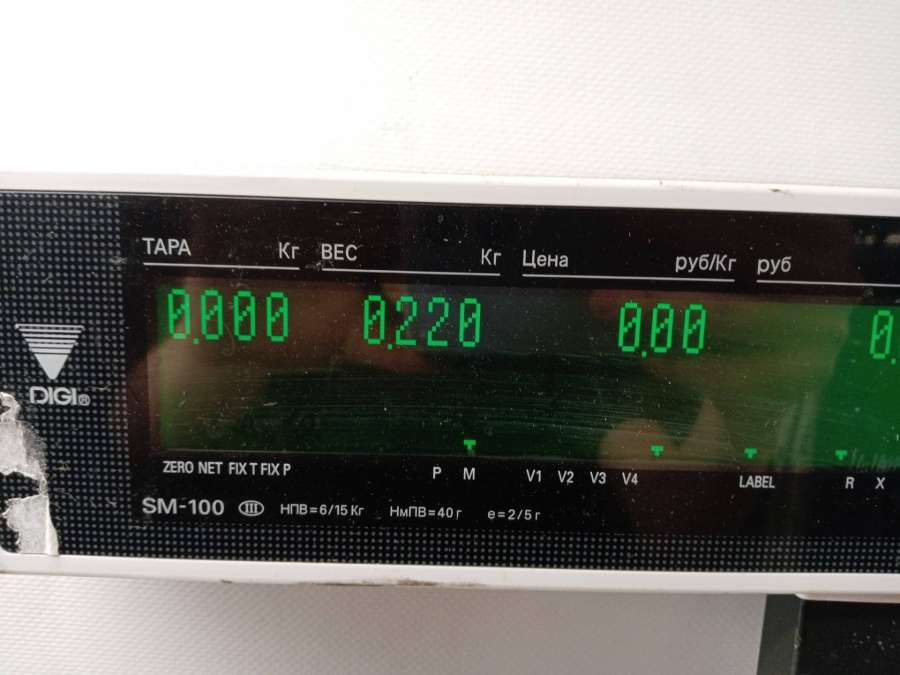 ТАРА Кг ВЕС Кг Цена руб/Кг руб
0.000 0.220 0.00 0.
DIGI®
ZERO NET FIX T FIX P P M V1 V2 V3 V4 LABEL R X
SM-100 III НПВ=6/15 Кг НмПВ=40 г e=2/5 г